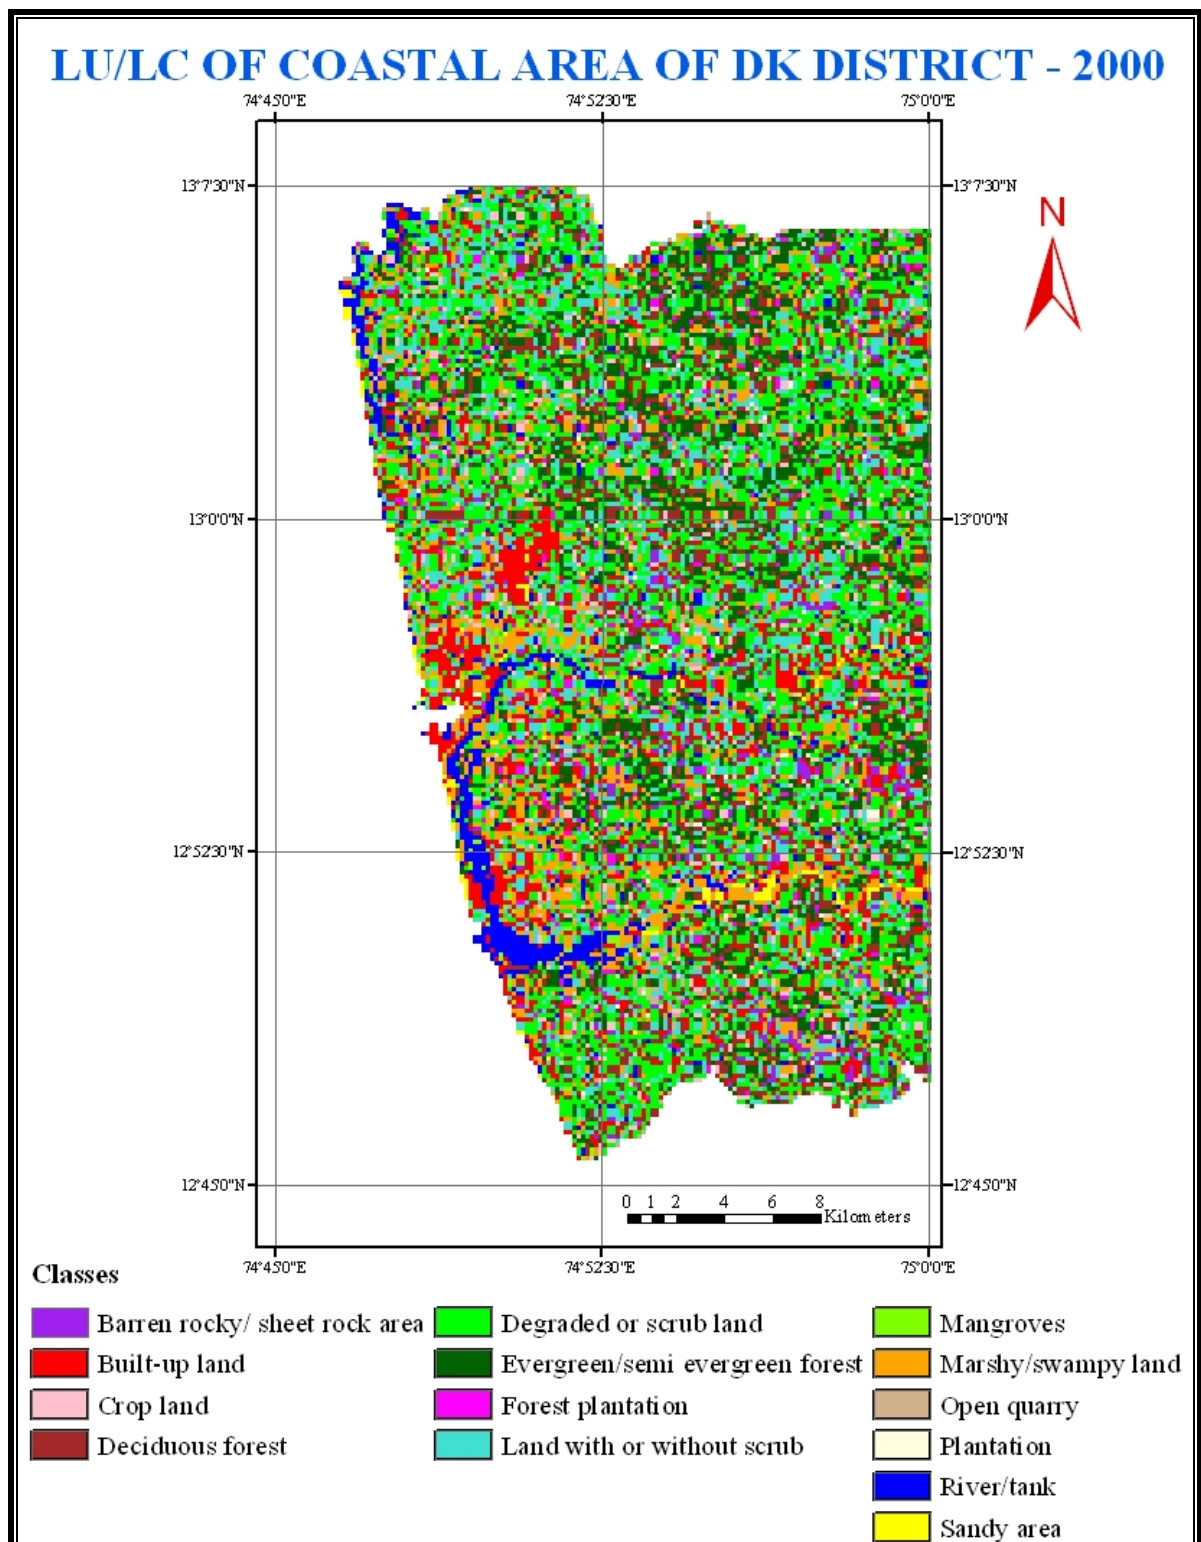 LU/LC OF COASTAL AREA OF DK DISTRICT - 2000
74°45'0"E 74°52'30"E 75°0'0"E
13°7'30"N 13°7'30"N
N
13°0'0"N 13°0'0"N
12°52'30"N 12°52'30"N
12°45'0"N 12°45'0"N
0 1 2 4 6 8
Kilometers
74°45'0"E 74°52'30"E 75°0'0"E
Classes
Barren rocky/ sheet rock area Degraded or scrub land Mangroves
Built-up land Evergreen/semi evergreen forest Marshy/swampy land
Crop land Forest plantation Open quarry
Deciduous forest Land with or without scrub Plantation
River/tank
Sandy area